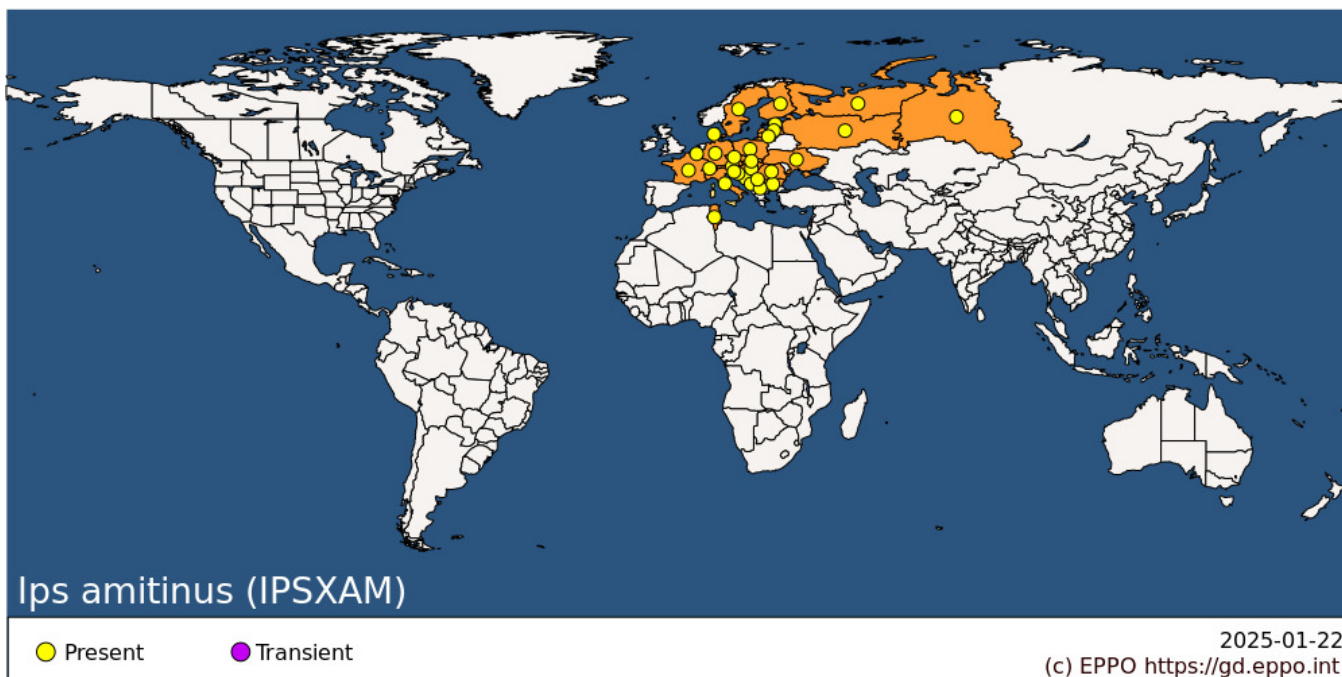 Ips amitinus (IPSXAM)
Present
Transient
2025-01-22
(c) EPPO https://gd.eppo.int